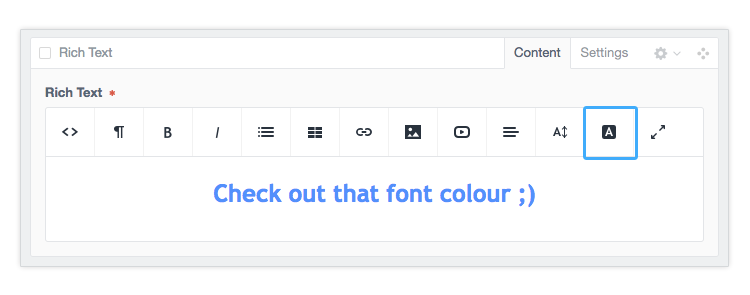 Rich Text
Content
Settings
Rich Text *
Check out that font colour ;)